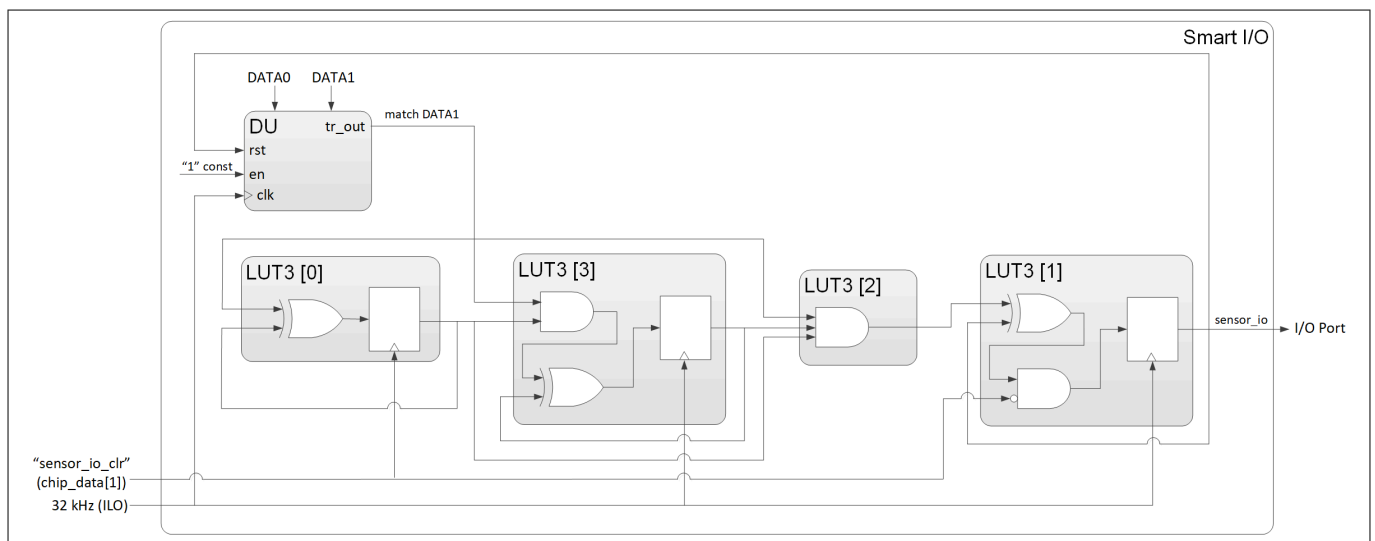 Smart I/O
DATA0 DATA1
match DATA1
DU tr_out
rst
"1" const
en
clk
LUT3 [0]
LUT3 [3]
LUT3 [2]
LUT3 [1]
sensor_io
I/O Port
"sensor_io_clr"
(chip_data[1])
32 kHz (ILO)